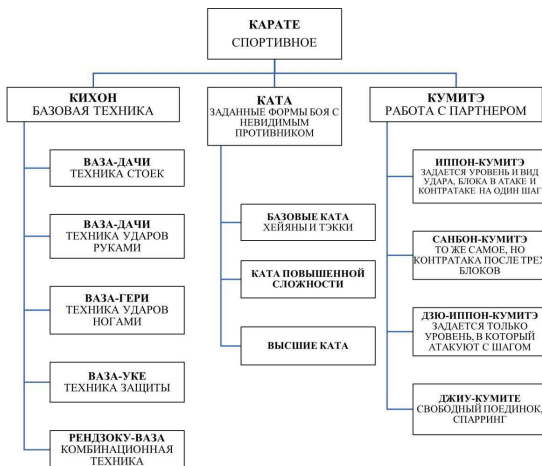 КАРАТЕ
СПОРТИВНОЕ
КИХОН
БАЗОВАЯ ТЕХНИКА
ВАЗА-ДАЧИ
ТЕХНИКА СТОЕК
ВАЗА-ДАЧИ
ТЕХНИКА УДАРОВ
РУКАМИ
ВАЗА-ГЕРИ
ТЕХНИКА УДАРОВ
НОГАМИ
ВАЗА-УКЕ
ТЕХНИКА ЗАЩИТЫ
РЕНДЗОКУ-ВАЗА
КОМБИНАЦИОННАЯ
ТЕХНИКА
КАТА
ЗАДАННЫЕ ФОРМЫ БОЯ С
НЕВИДИМЫМ
ПРОТИВНИКОМ
БАЗОВЫЕ КАТА
ХЕЙЯНЫ И ТЭККИ
КАТА ПОВЫШЕННОЙ
СЛОЖНОСТИ
ВЫСШИЕ КАТА
КУМИТЭ
РАБОТА С ПАРТНЕРОМ
ИППОН-КУМИТЭ
ЗАДАЕТСЯ УРОВЕНЬ И ВИД
УДАРА, БЛОКА В АТАКЕ И
КОНТРАТАКЕ НА ОДИН ШАГ
САНБОН-КУМИТЭ
ТО ЖЕ САМОЕ, НО
КОНТРАТАКА ПОСЛЕ ТРЕХ
БЛОКОВ
ДЗЮ-ИППОН-КУМИТЭ
ЗАДАЕТСЯ ТОЛЬКО
УРОВЕНЬ, В КОТОРЫЙ
АТАКУЮТ С ШАГОМ
ДЖИУ-КУМИТЕ
СВОБОДНЫЙ ПОЕДИНОК,
СПАРРИНГ